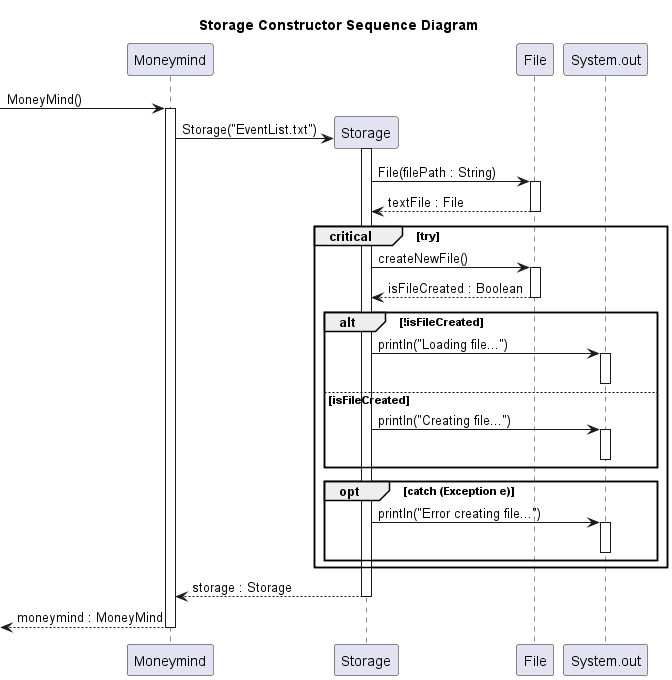 Storage Constructor Sequence Diagram
Moneymind
File
System.out
MoneyMind()
Storage("EventList.txt")
Storage
File(filePath : String)
textFile : File
critical
[try]
createNewFile()
isFileCreated : Boolean
alt
[!isFileCreated]
println("Loading file...")
[isFileCreated]
println("Creating file...")
opt
[catch (Exception e)]
println("Error creating file...")
storage : Storage
moneymind : MoneyMind
Moneymind
Storage
File
System.out